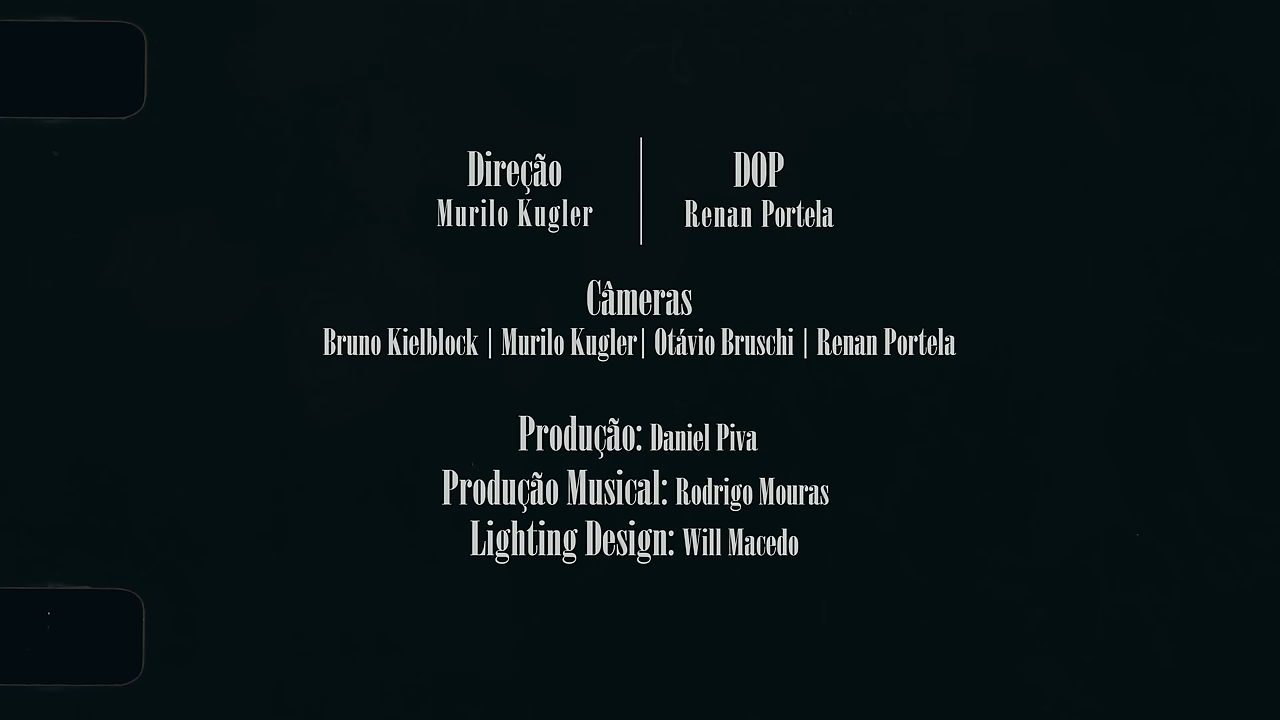 Direção
Murilo Kugler
DOP
Renan Portela
Câmeras
Bruno Kielblock | Murilo Kugler| Otávio Bruschi | Renan Portela
Produção: Daniel Piva
Produção Musical: Rodrigo Mouras
Lighting Design: Will Macedo